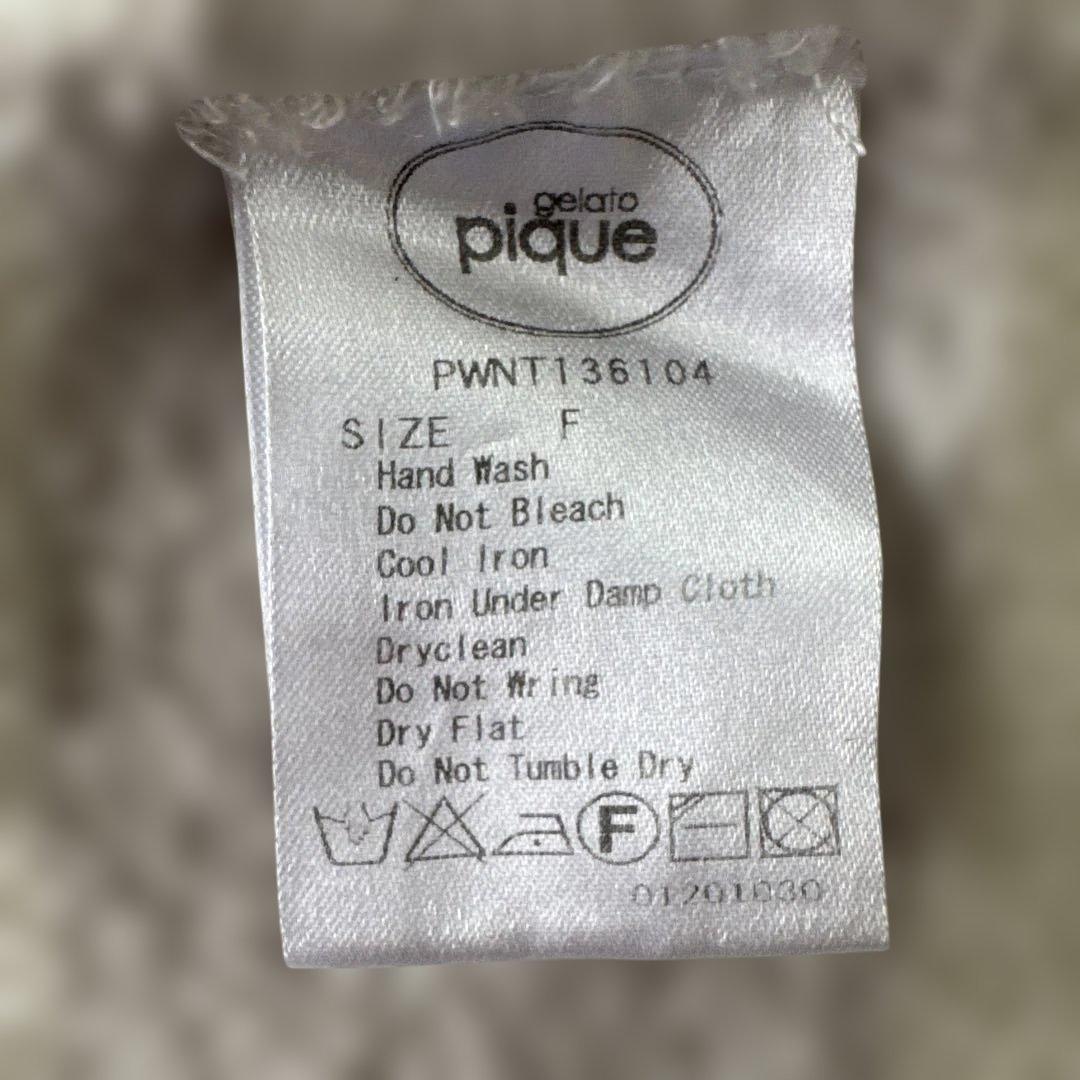 gelato
pique
PWNT136104
SIZE F
Hand Wash
Do Not Bleach
Cool Iron
Iron Under Damp Cloth
Dryclean
Do Not Wring
Dry Flat
Do Not Tumble Dry
F
01201030